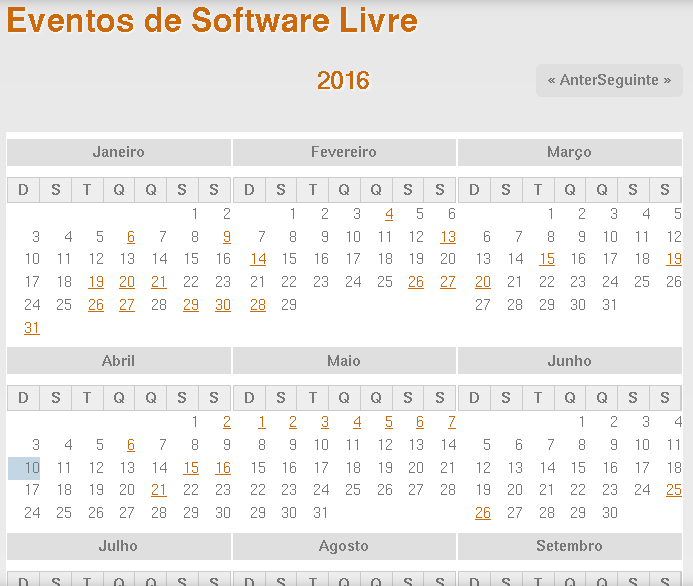 Eventos de Software Livre
2016
« AnterSeguinte »
Janeiro Fevereiro Março
D S T Q Q S S D S T Q Q S S D S T Q Q S S
1 2 1 2 3 4 5 6 1 2 3 4 5
3 4 5 6 7 8 9 7 8 9 10 11 12 13 6 7 8 9 10 11 12
10 11 12 13 14 15 16 14 15 16 17 18 19 20 13 14 15 16 17 18 19
17 18 19 20 21 22 23 21 22 23 24 25 26 27 20 21 22 23 24 25 26
24 25 26 27 28 29 30 28 29 27 28 29 30 31
31
Abril Maio Junho
D S T Q Q S S D S T Q Q S S D S T Q Q S S
1 2 1 2 3 4 5 6 7 1 2 3 4
3 4 5 6 7 8 9 8 9 10 11 12 13 14 5 6 7 8 9 10 11
10 11 12 13 14 15 16 15 16 17 18 19 20 21 12 13 14 15 16 17 18
17 18 19 20 21 22 23 22 23 24 25 26 27 28 19 20 21 22 23 24 25
24 25 26 27 28 29 30 29 30 31 26 27 28 29 30
Julho Agosto Setembro
D S T Q Q S S D S T Q Q S S D S T Q Q S S